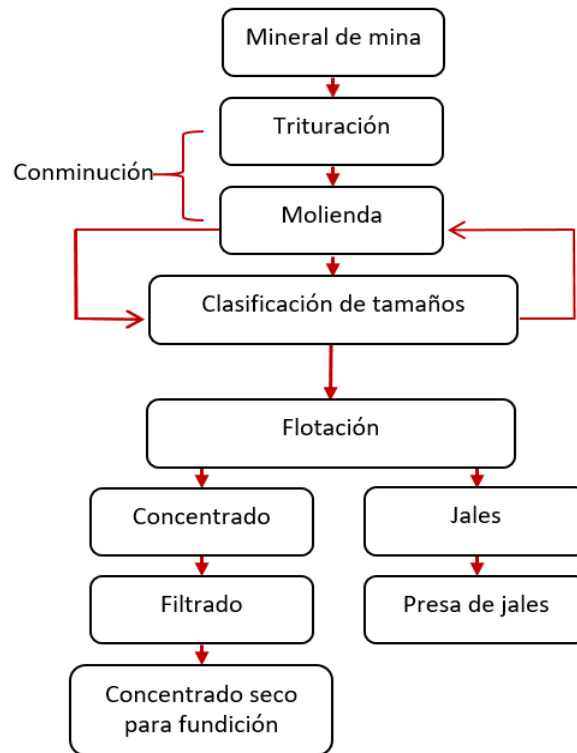 Mineral de mina
Trituración
Conminución
Molienda
Clasificación de tamaños
Flotación
Concentrado
Jales
Filtrado
Presa de jales
Concentrado seco
para fundición